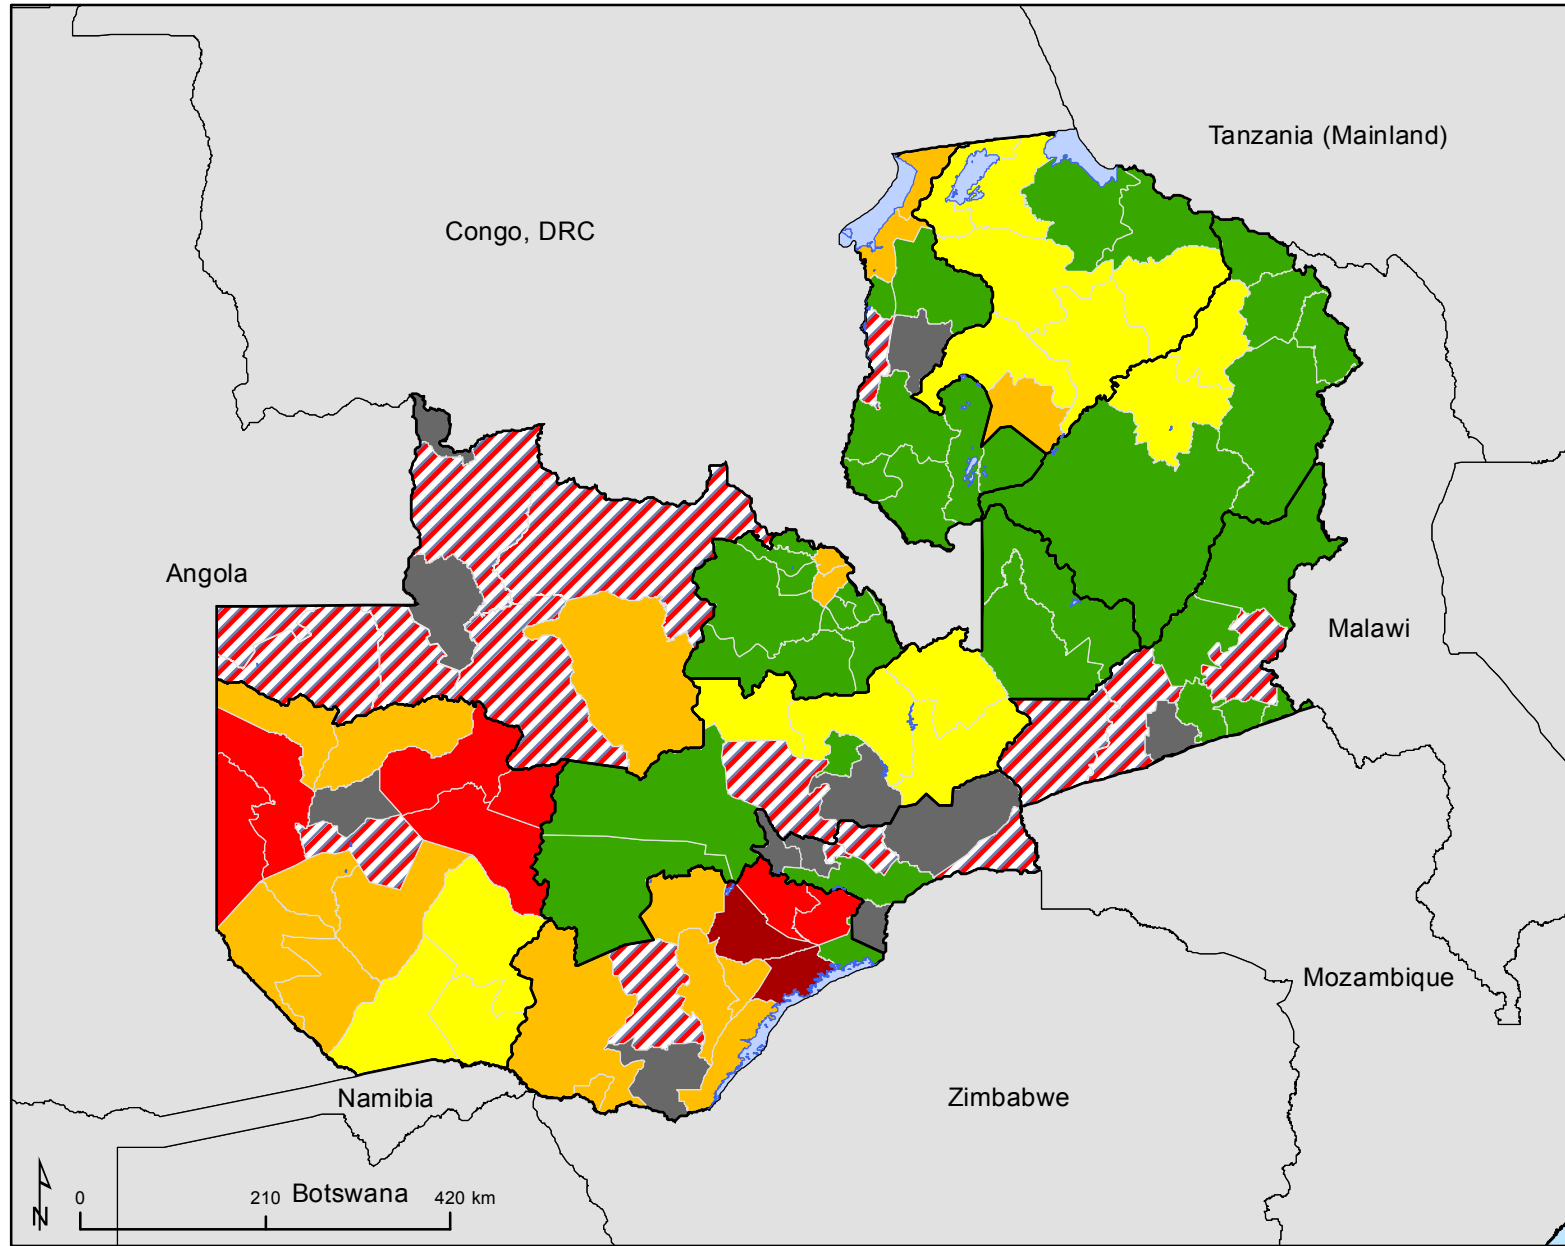 Tanzania (Mainland)
Congo, DRC
Angola
Malawi
Mozambique
Namibia
Zimbabwe
Botswana
0 210 420 km
N